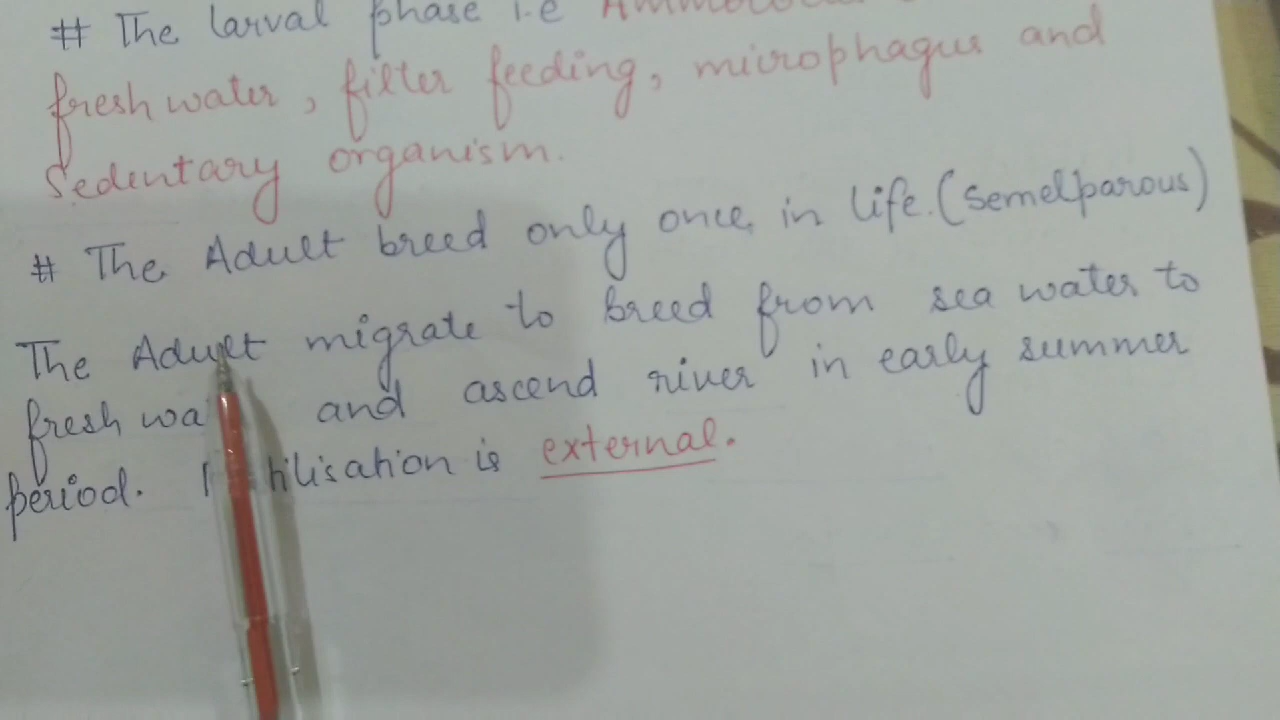 # The larval phase i.e
fresh water, filter feeding, microphagus and
Sedentary organism.
# The Adult breed only once in life. (Semelparous)
The Adult migrate to breed from sea water to
fresh and ascend river in early summer
period. is external.